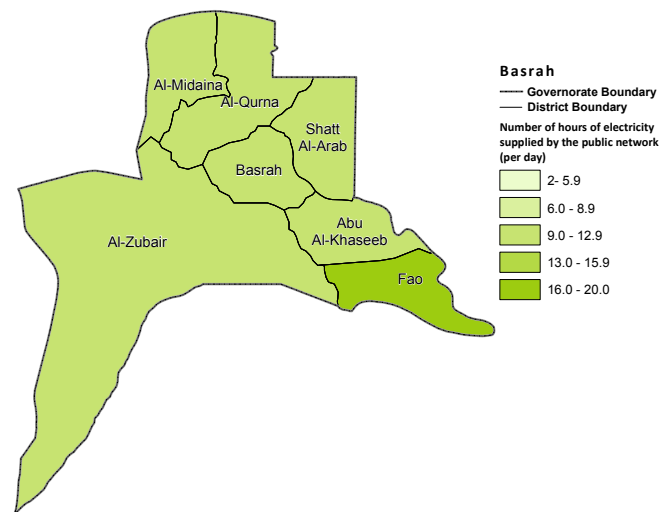 Al-Midaina
Al-Qurna
Shatt
Al-Arab
Basrah
Abu
Al-Khaseeb
Al-Zubair
Fao
Basrah
Governorate Boundary
District Boundary
Number of hours of electricity
supplied by the public network
(per day)
2- 5.9
6.0 - 8.9
9.0 - 12.9
13.0 - 15.9
16.0 - 20.0